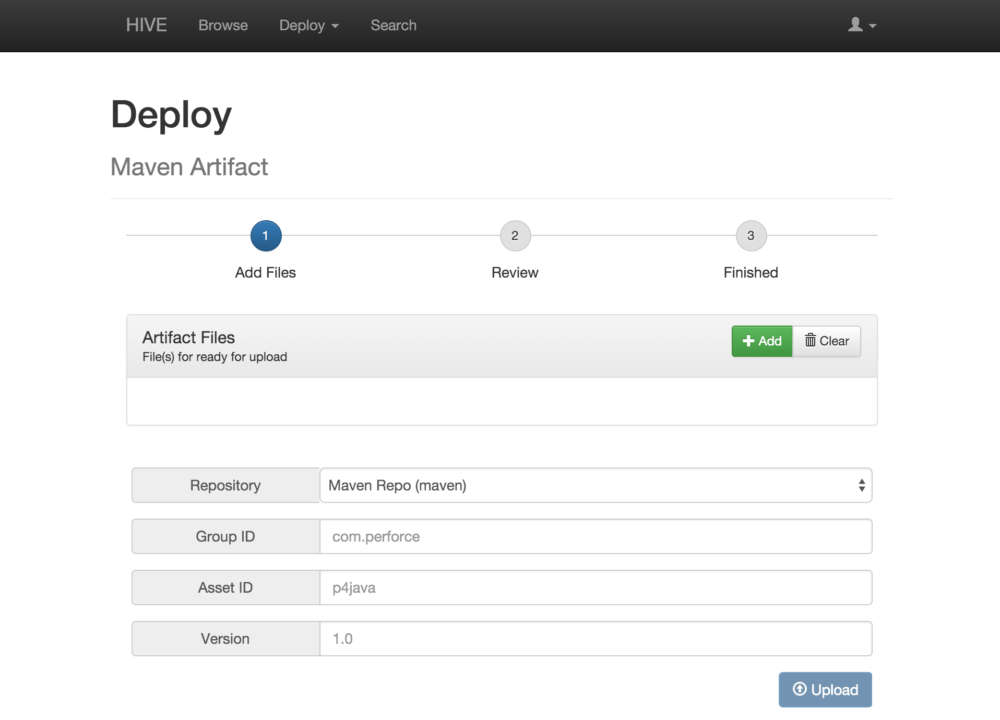 HIVE Browse Deploy Search
Deploy
Maven Artifact
1 2 3
Add Files Review Finished
Artifact Files
File(s) for ready for upload
Add Clear
Repository Maven Repo (maven)
Group ID com.perforce
Asset ID p4java
Version 1.0
Upload